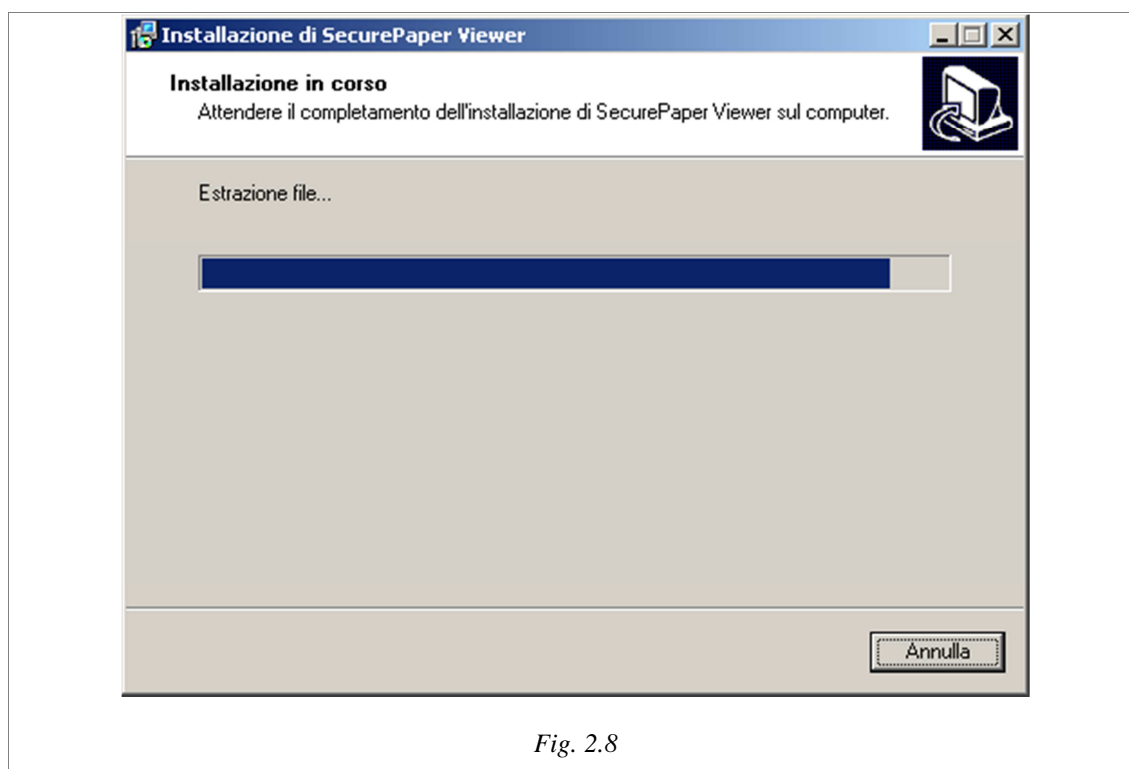 Installazione di SecurePaper Viewer
Installazione in corso
Attendere il completamento dell'installazione di SecurePaper Viewer sul computer.
Estrazione file...
Annulla
Fig. 2.8